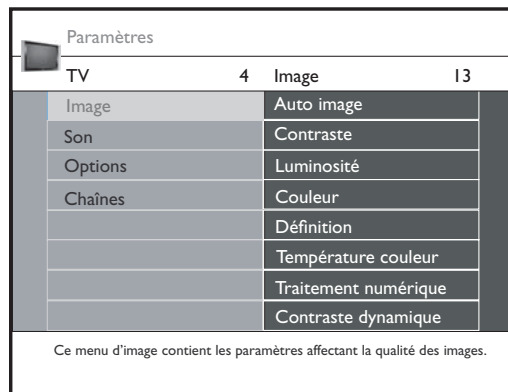 Paramètres
TV 4 Image 13
Image Auto image
Son Contraste
Options Luminosité
Chaînes Couleur
Définition
Température couleur
Traitement numérique
Contraste dynamique
Ce menu d'image contient les paramètres affectant la qualité des images.